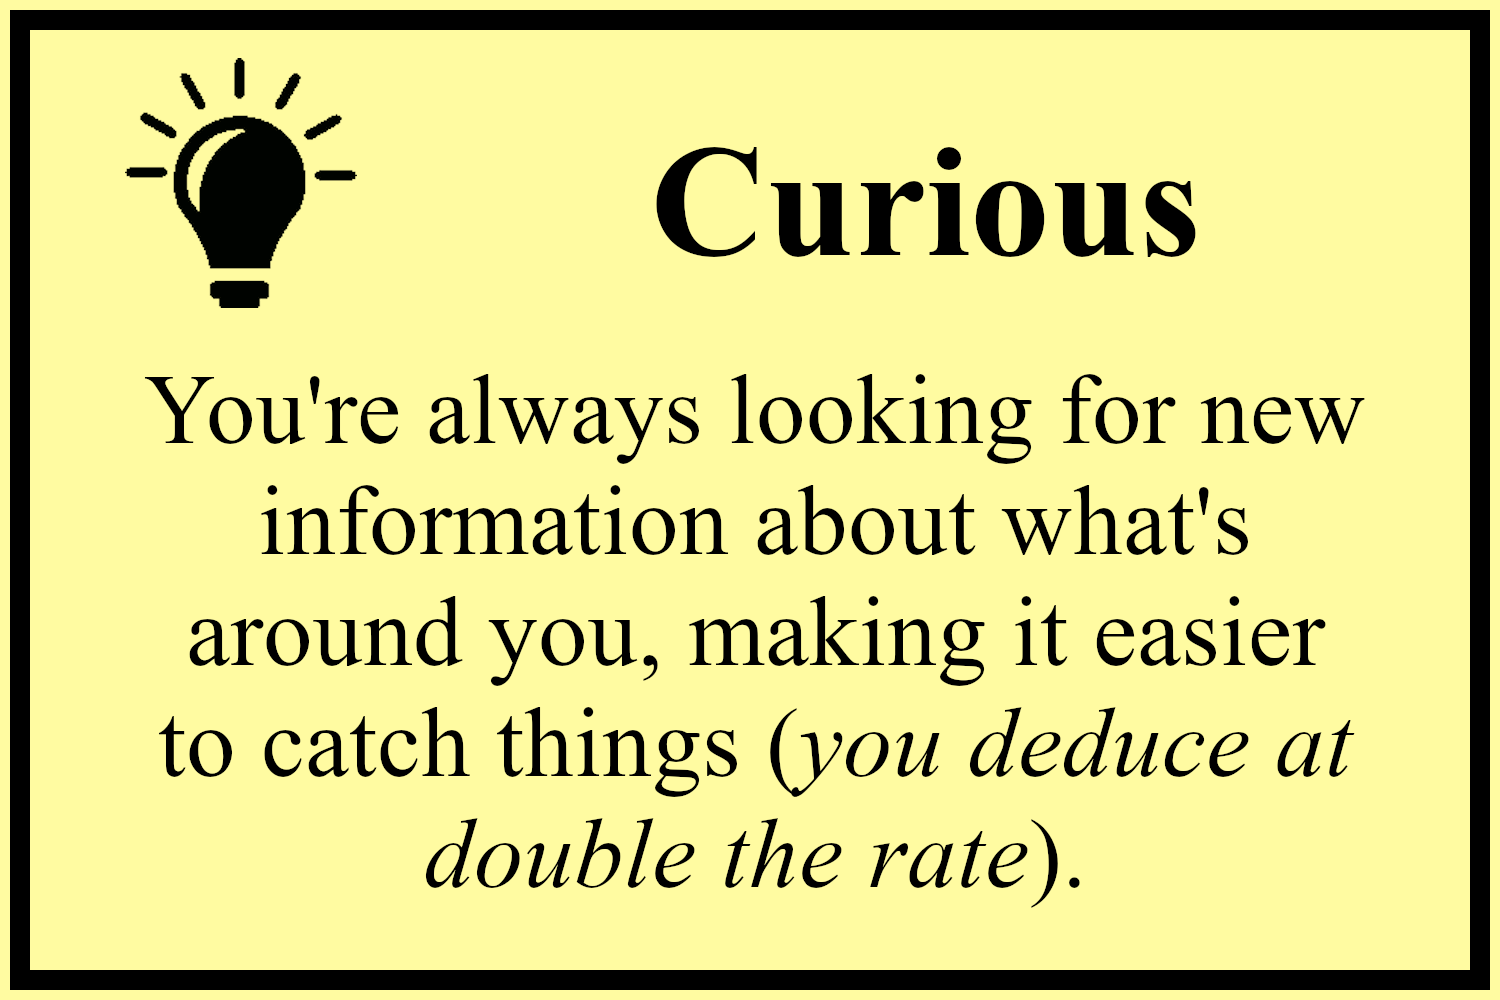 Curious
You're always looking for new
information about what's
around you, making it easier
to catch things (you deduce at
double the rate).